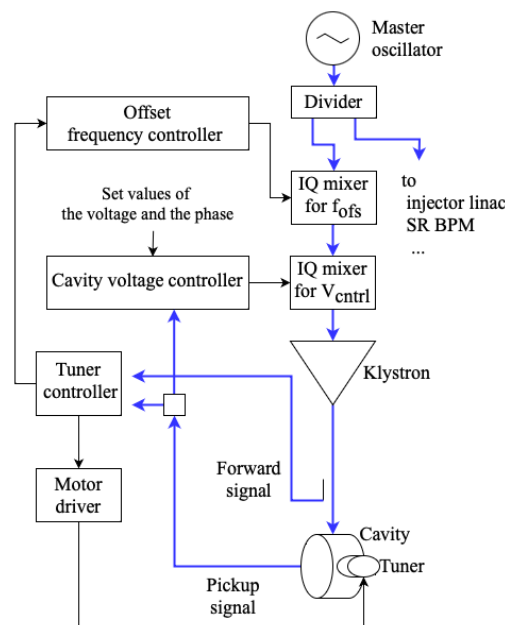 Master
oscillator
Divider
Offset
frequency controller
IQ mixer
for fofs
to
injector linac
SR BPM
...
Set values of
the voltage and the phase
Cavity voltage controller
IQ mixer
for Vcntrl
Tuner
controller
Klystron
Forward
signal
Motor
driver
Cavity
Tuner
Pickup
signal